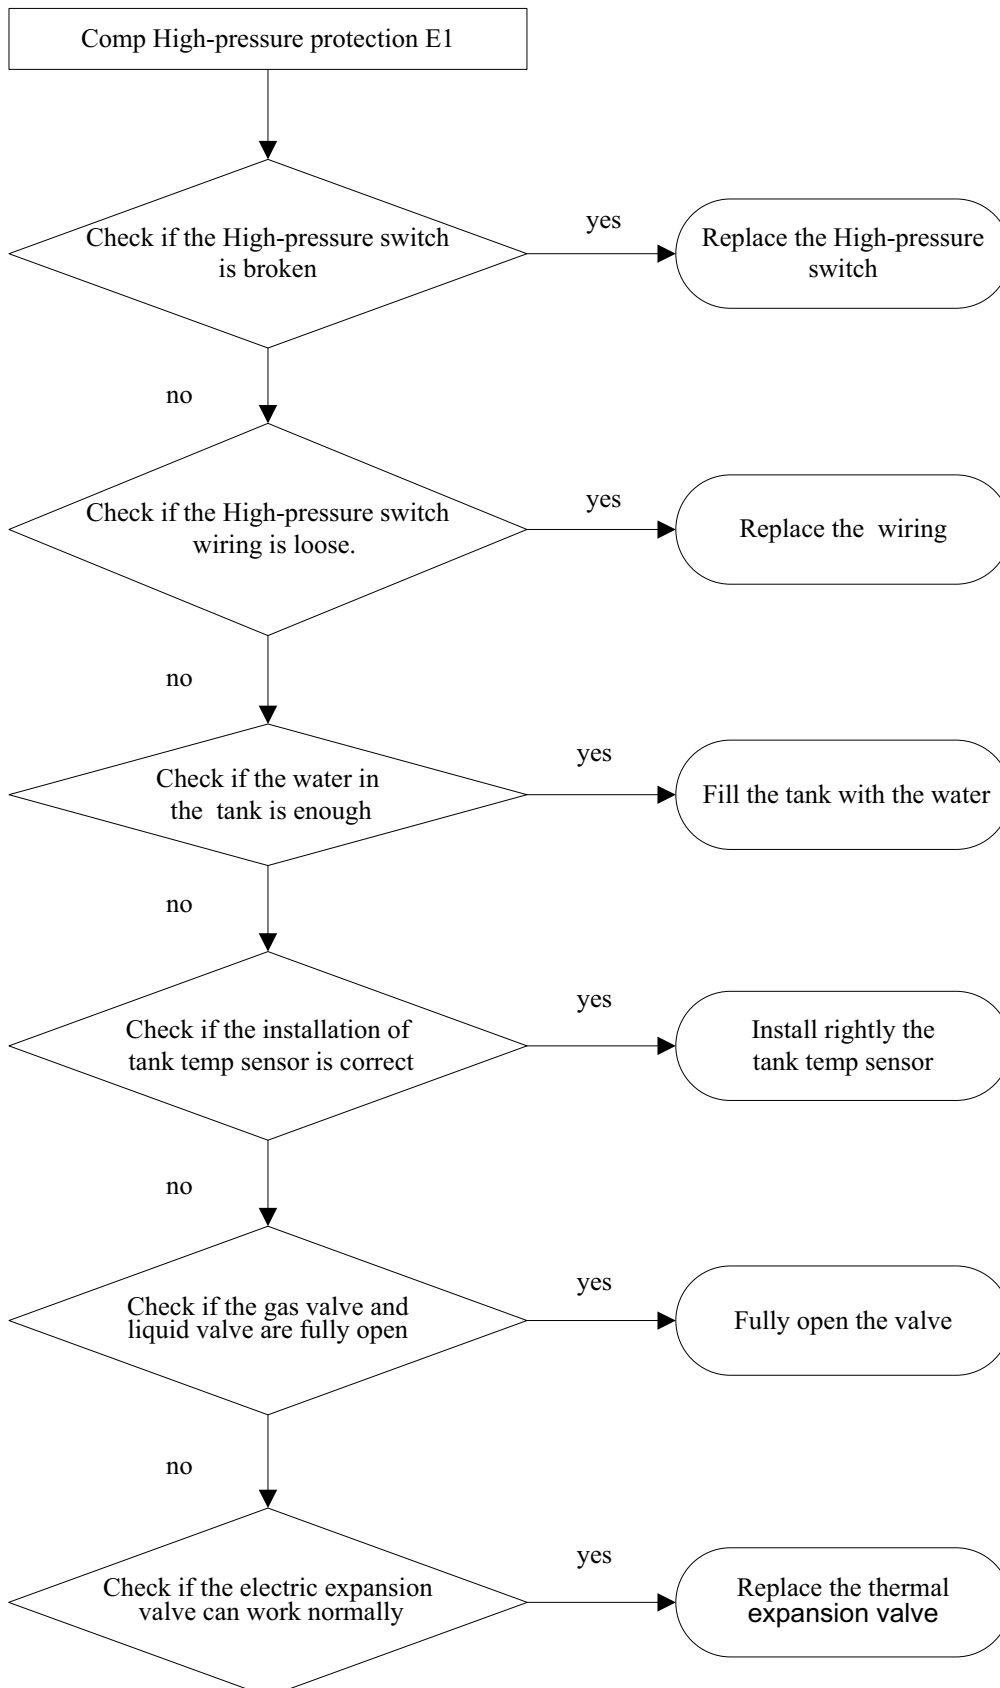 Comp High-pressure protection E1
Check if the High-pressure switch
is broken
yes
Replace the High-pressure
switch
no
Check if the High-pressure switch
wiring is loose.
yes
Replace the  wiring
no
Check if the water in
the  tank is enough
yes
Fill the tank with the water
no
Check if the installation of
tank temp sensor is correct
yes
Install rightly the
tank temp sensor
no
Check if the gas valve and
liquid valve are fully open
yes
Fully open the valve
no
Check if the electric expansion
valve can work normally
yes
Replace the thermal
expansion valve